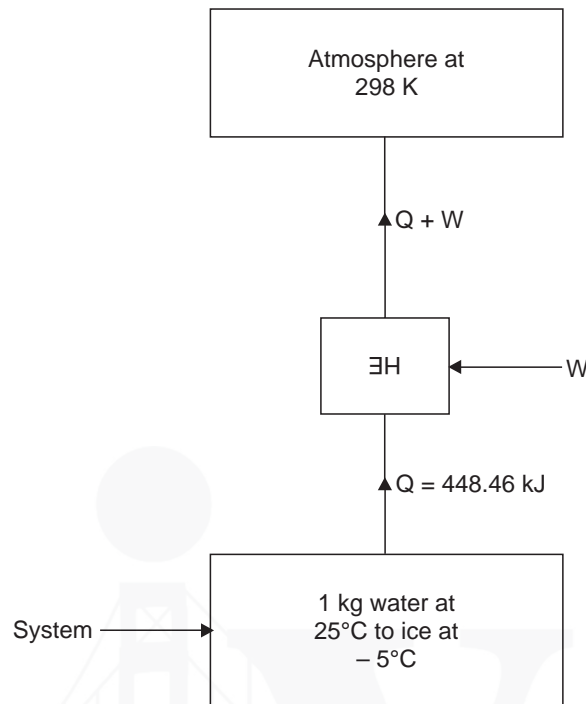 Atmosphere at
298 K
Q + W
ƎH
W
Q = 448.46 kJ
System
1 kg water at
25°C to ice at
– 5°C